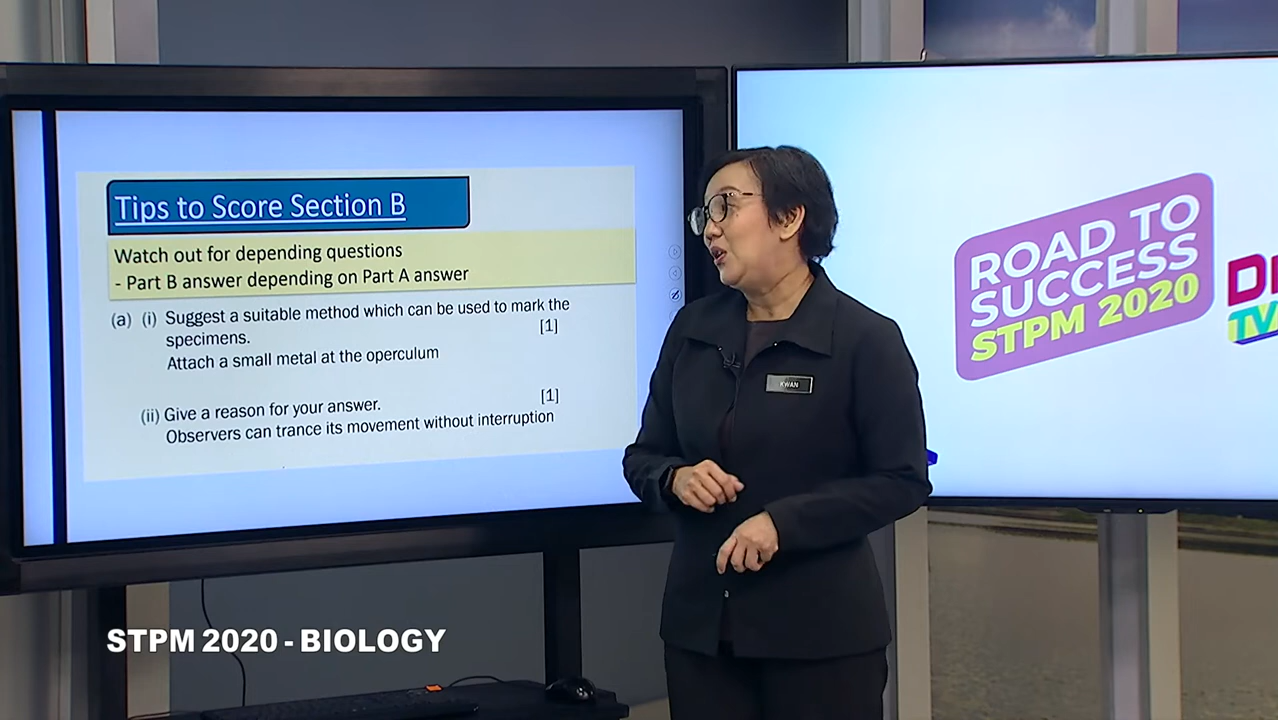 Tips to Score Section B
Watch out for depending questions
- Part B answer depending on Part A answer
(a) (i) Suggest a suitable method which can be used to mark the
specimens. [1]
Attach a small metal at the operculum
(ii) Give a reason for your answer. [1]
Observers can trance its movement without interruption
KWAN
ROAD TO
SUCCESS
STPM 2020
TV
STPM 2020 - BIOLOGY